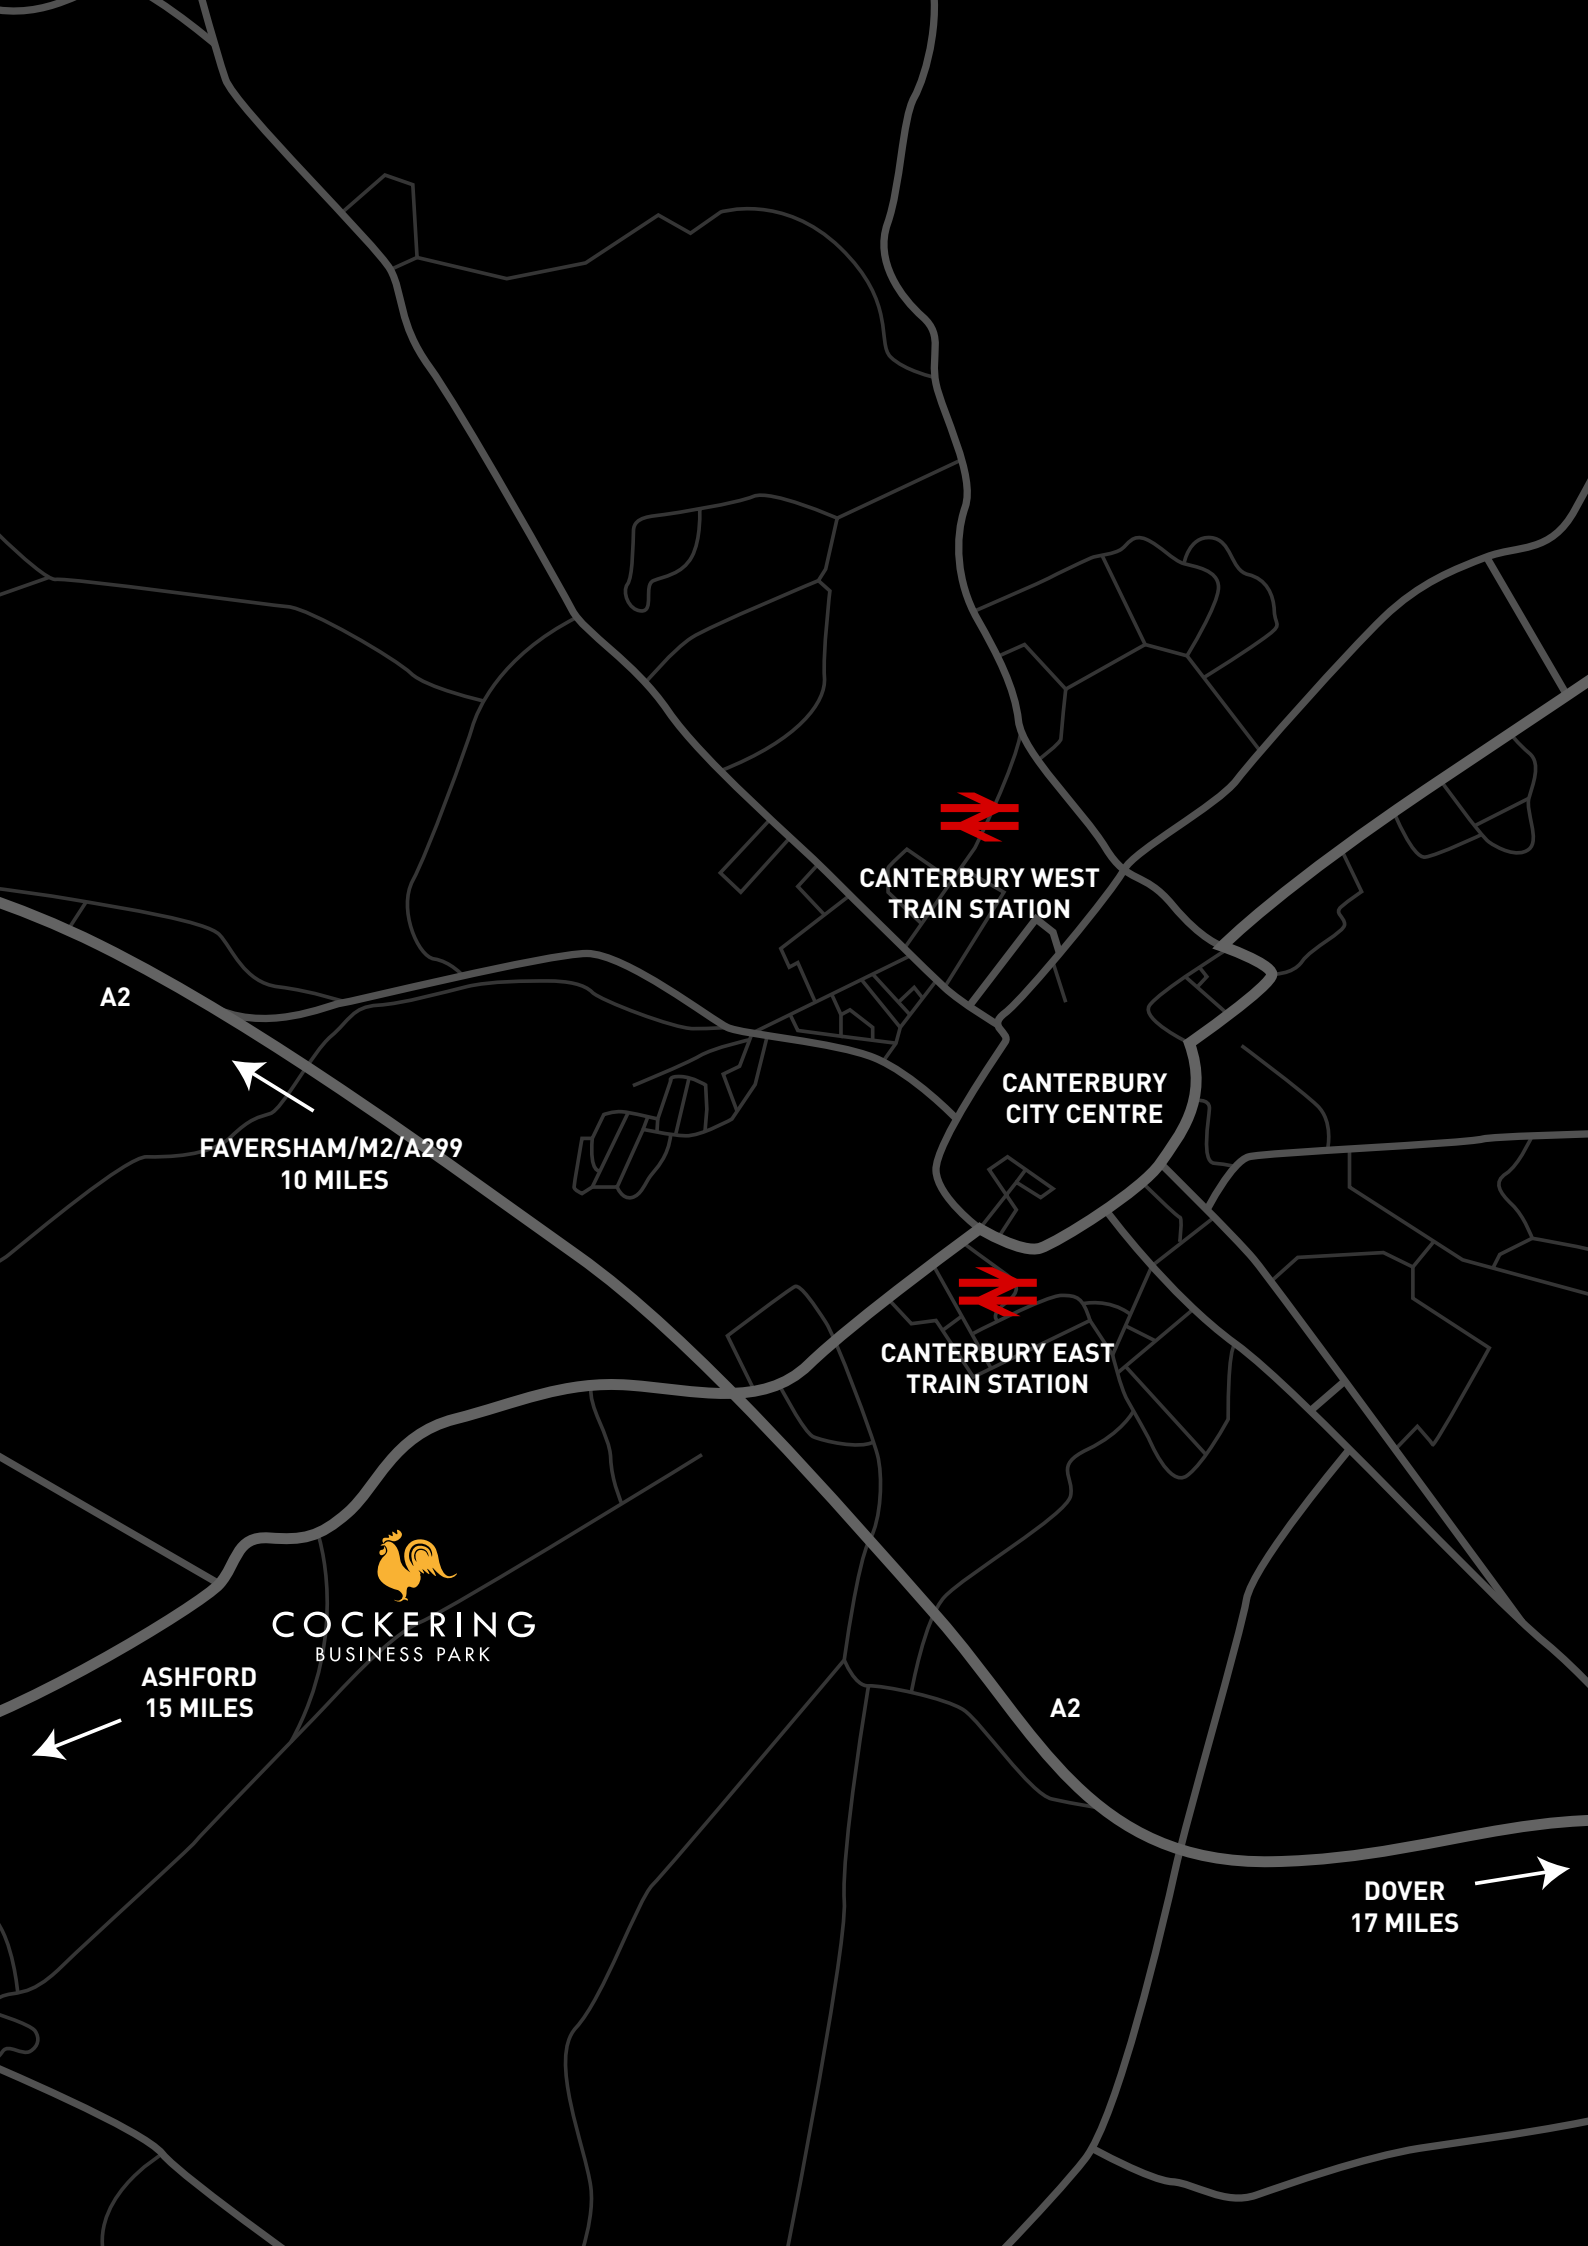 CANTERBURY WEST
TRAIN STATION
A2
CANTERBURY
CITY CENTRE
FAVERSHAM/M2/A299
10 MILES
CANTERBURY EAST
TRAIN STATION
COCKERING
BUSINESS PARK
ASHFORD
15 MILES
A2
DOVER
17 MILES